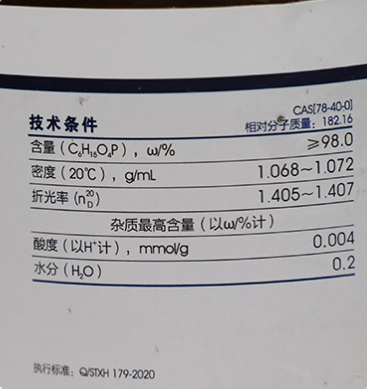 CAS[78-40-0]
技术条件 相对分子质量：182.16
含量（C₆H₁₅O₄P），ω/% ≥98.0
密度（20℃），g/mL 1.068~1.072
折光率（n²⁰D） 1.405~1.407
杂质最高含量（以ω/%计）
酸度（以H⁺计），mmol/g 0.004
水分（H₂O） 0.2
执行标准：Q/STXH 179-2020